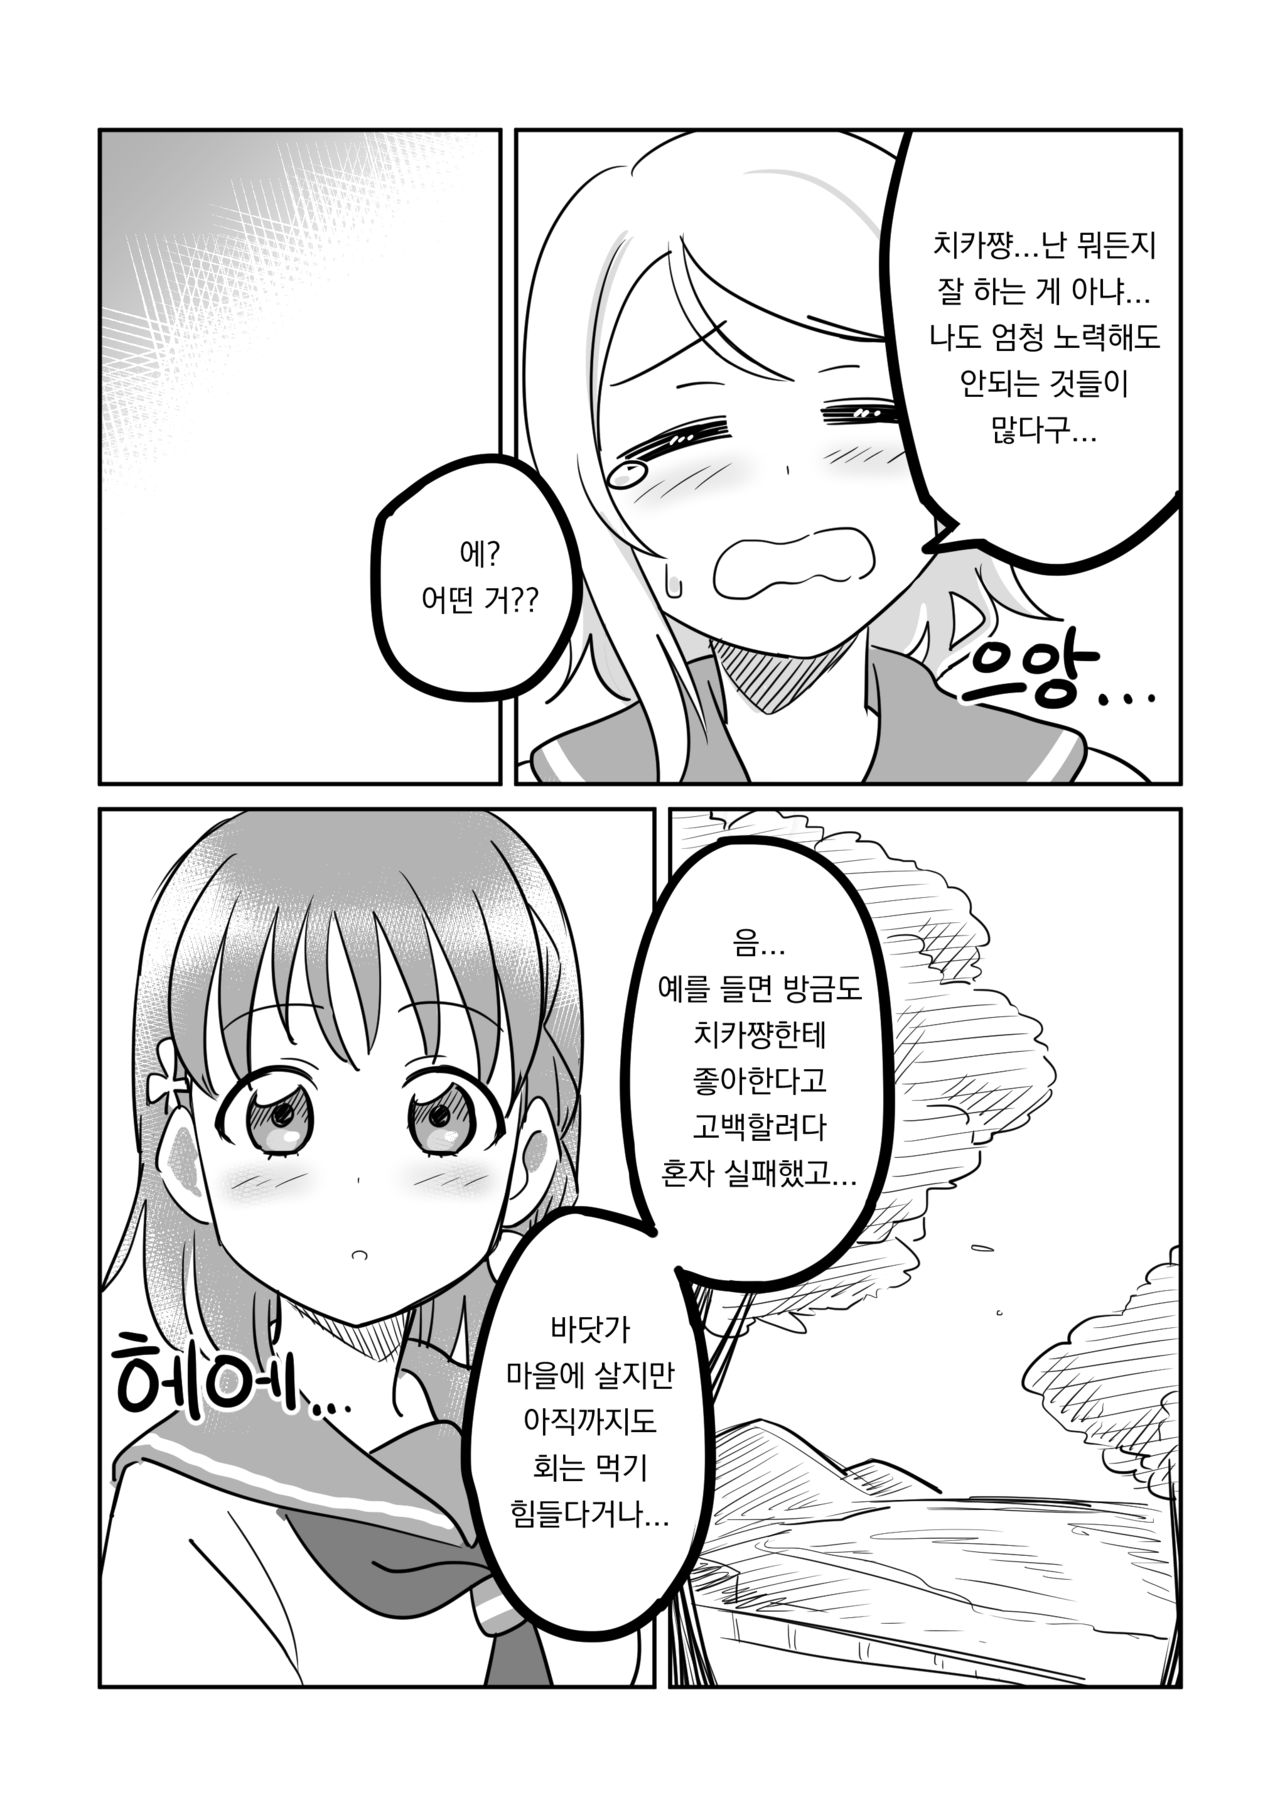 치카쨩...난 뭐든지
잘 하는 게 아냐...
나도 엄청 노력해도
안되는 것들이
많다구...
으앙...
에?
어떤 거??
음...
예를 들면 방금도
치카쨩한테
좋아한다고
고백할려다
혼자 실패했고...
바닷가
마을에 살지만
아직까지도
회는 먹기
힘들다거나...
헤에...